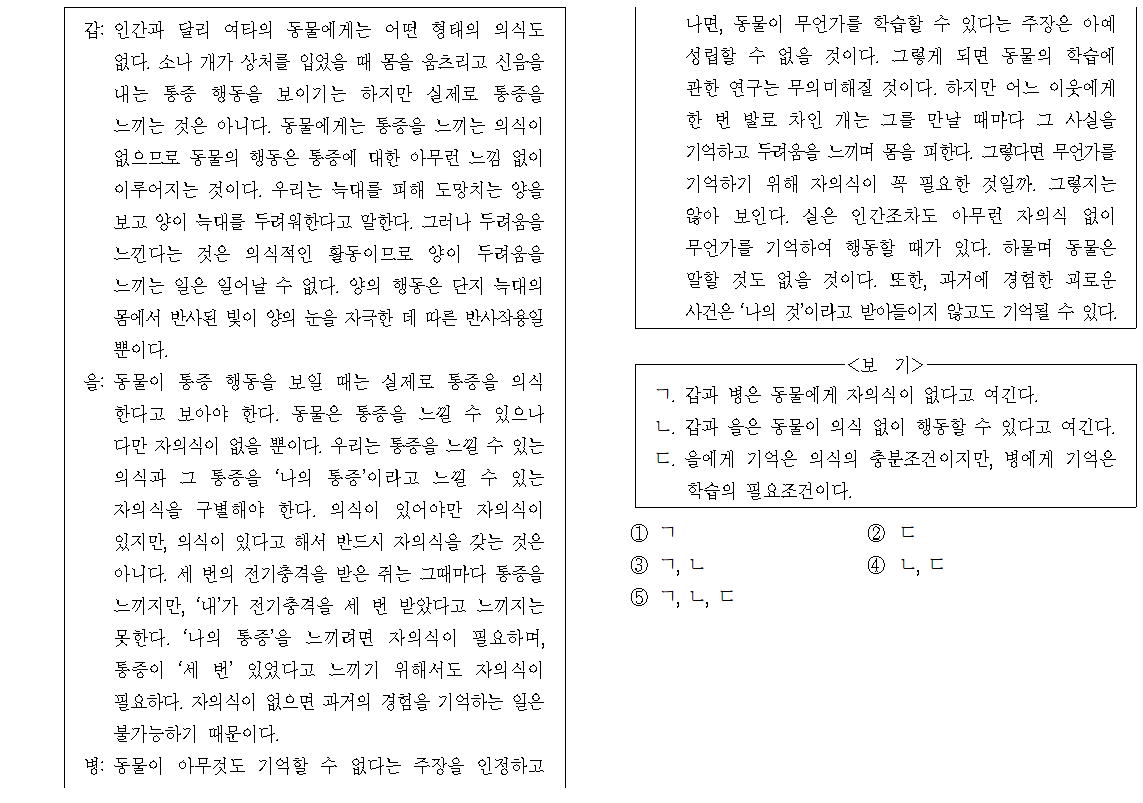 갑: 인간과 달리 여타의 동물에게는 어떤 형태의 의식도
없다. 소나 개가 상처를 입었을 때 몸을 움츠리고 신음을
내는 통증 행동을 보이기는 하지만 실제로 통증을
느끼는 것은 아니다. 동물에게는 통증을 느끼는 의식이
없으므로 동물의 행동은 통증에 대한 아무런 느낌 없이
이루어지는 것이다. 우리는 늑대를 피해 도망치는 양을
보고 양이 늑대를 두려워한다고 말한다. 그러나 두려움을
느낀다는 것은 의식적인 활동이므로 양이 두려움을
느끼는 일은 일어날 수 없다. 양의 행동은 단지 늑대의
몸에서 반사된 빛이 양의 눈을 자극한 데 따른 반사작용일
뿐이다.
을: 동물이 통증 행동을 보일 때는 실제로 통증을 의식
한다고 보아야 한다. 동물은 통증을 느낄 수 있으나
다만 자의식이 없을 뿐이다. 우리는 통증을 느낄 수 있는
의식과 그 통증을 ‘나의 통증’이라고 느낄 수 있는
자의식을 구별해야 한다. 의식이 있어야만 자의식이
있지만, 의식이 있다고 해서 반드시 자의식을 갖는 것은
아니다. 세 번의 전기충격을 받은 쥐는 그때마다 통증을
느끼지만, ‘내’가 전기충격을 세 번 받았다고 느끼지는
못한다. ‘나의 통증’을 느끼려면 자의식이 필요하며,
통증이 ‘세 번’ 있었다고 느끼기 위해서도 자의식이
필요하다. 자의식이 없으면 과거의 경험을 기억하는 일은
불가능하기 때문이다.
병: 동물이 아무것도 기억할 수 없다는 주장을 인정하고
나면, 동물이 무언가를 학습할 수 있다는 주장은 아예
성립할 수 없을 것이다. 그렇게 되면 동물의 학습에
관한 연구는 무의미해질 것이다. 하지만 어느 이웃에게
한 번 발로 차인 개는 그를 만날 때마다 그 사실을
기억하고 두려움을 느끼며 몸을 피한다. 그렇다면 무언가를
기억하기 위해 자의식이 꼭 필요한 것일까. 그렇지는
않아 보인다. 실은 인간조차도 아무런 자의식 없이
무언가를 기억하여 행동할 때가 있다. 하물며 동물은
말할 것도 없을 것이다. 또한, 과거에 경험한 괴로운
사건은 ‘나의 것’이라고 받아들이지 않고도 기억될 수 있다.
<보 기>
ㄱ. 갑과 병은 동물에게 자의식이 없다고 여긴다.
ㄴ. 갑과 을은 동물이 의식 없이 행동할 수 있다고 여긴다.
ㄷ. 을에게 기억은 의식의 충분조건이지만, 병에게 기억은
학습의 필요조건이다.
① ㄱ ② ㄷ
③ ㄱ, ㄴ ④ ㄴ, ㄷ
⑤ ㄱ, ㄴ, ㄷ